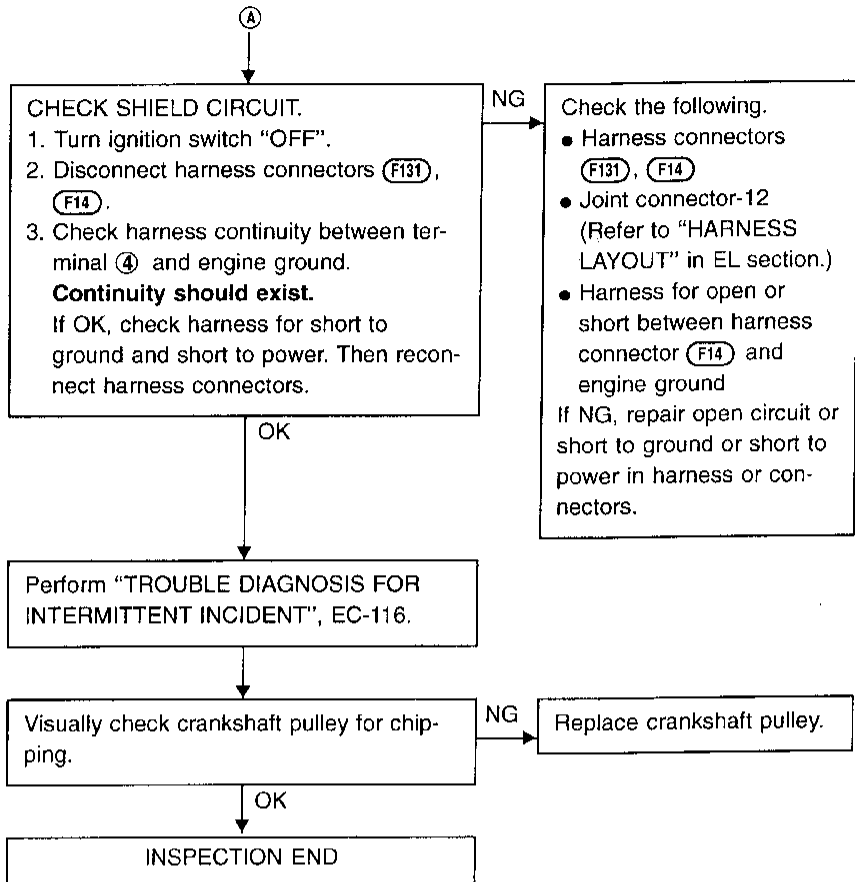 A
CHECK SHIELD CIRCUIT.
1. Turn ignition switch “OFF”.
2. Disconnect harness connectors F131,
F14.
3. Check harness continuity between ter-
minal 4 and engine ground.
Continuity should exist.
If OK, check harness for short to
ground and short to power. Then recon-
nect harness connectors.
NG
Check the following.
● Harness connectors
F131, F14
● Joint connector-12
(Refer to “HARNESS
LAYOUT” in EL section.)
● Harness for open or
short between harness
connector F14 and
engine ground
If NG, repair open circuit or
short to ground or short to
power in harness or con-
nectors.
OK
Perform “TROUBLE DIAGNOSIS FOR
INTERMITTENT INCIDENT”, EC-116.
Visually check crankshaft pulley for chip-
ping.
NG
Replace crankshaft pulley.
OK
INSPECTION END